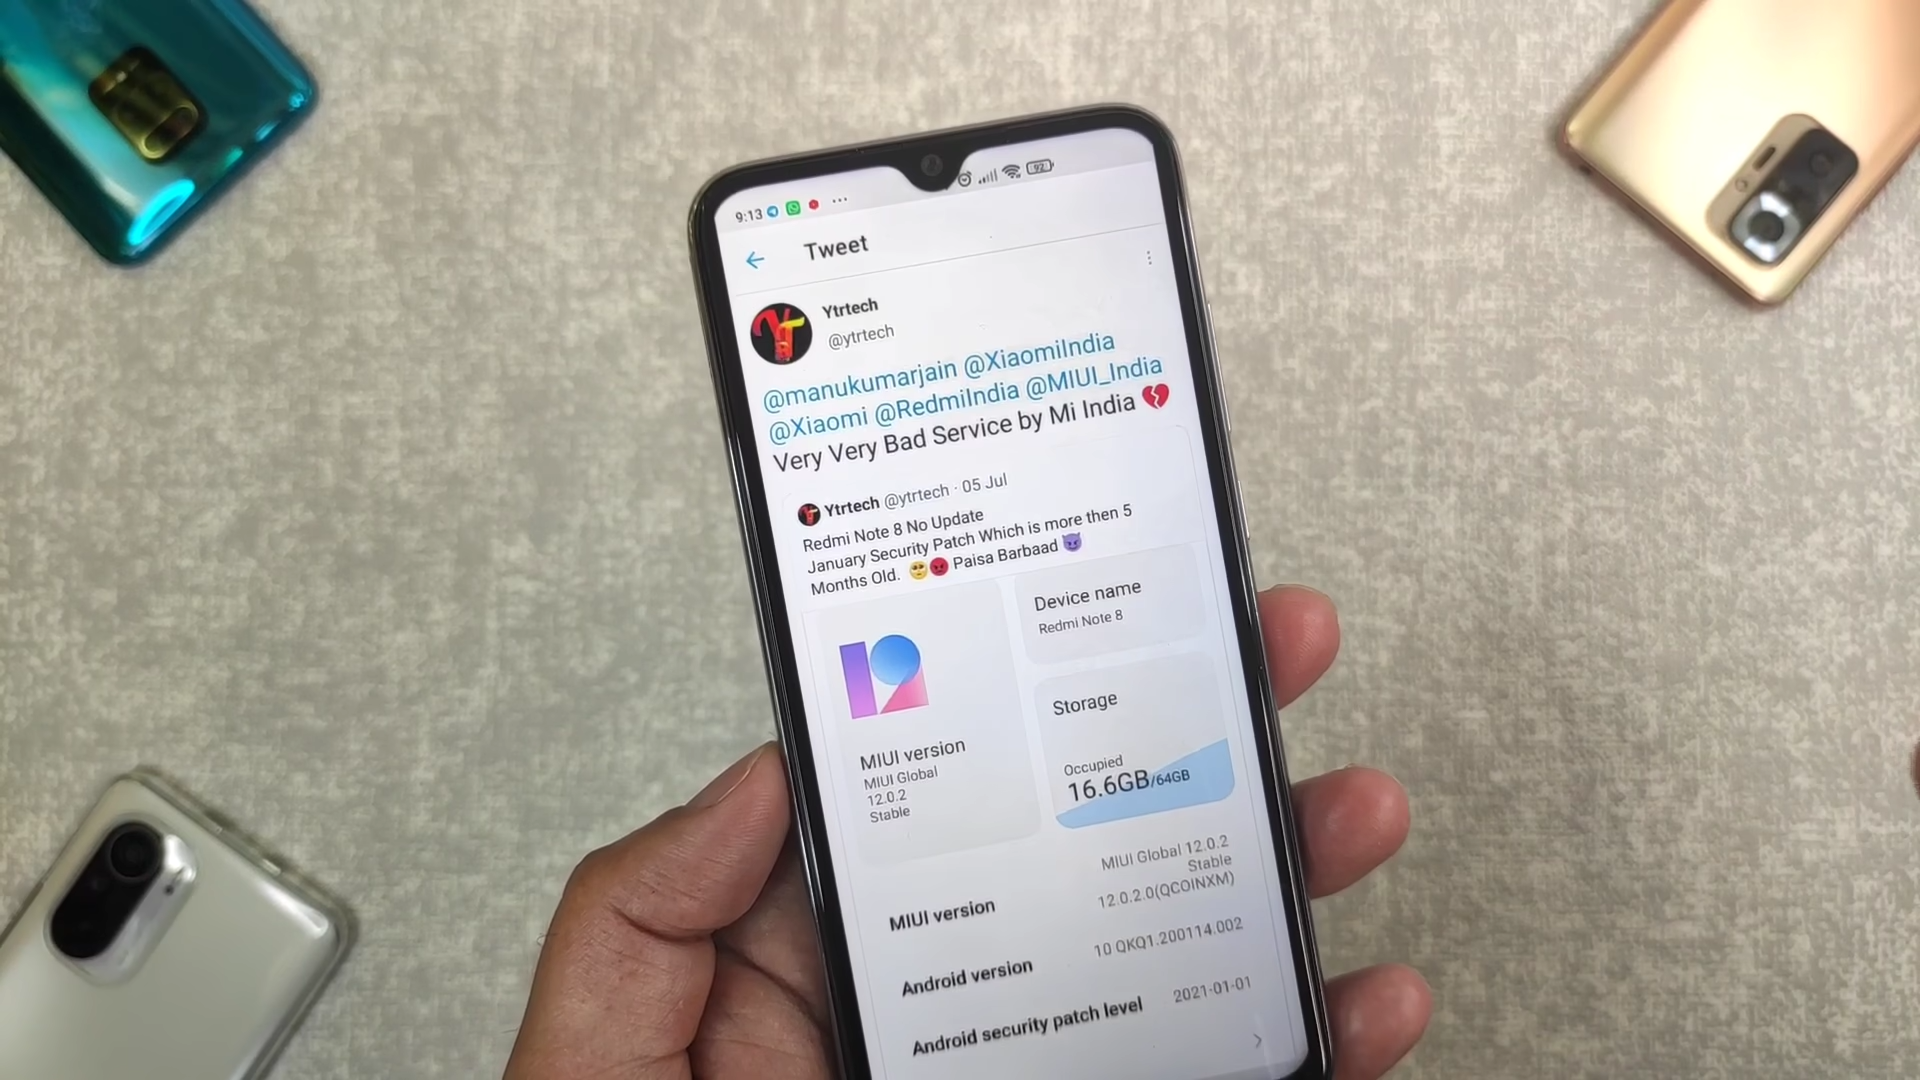 9:13
92
Tweet
Ytrtech
@ytrtech
@manukumarjain @XiaomiIndia
@Xiaomi @RedmiIndia @MIUI_India
Very Very Bad Service by Mi India 💔
Ytrtech @ytrtech · 05 Jul
Redmi Note 8 No Update
January Security Patch Which is more then 5
Months Old. 🥺😡 Paisa Barbaad 😈
Device name
Redmi Note 8
12
MIUI version
MIUI Global
12.0.2
Stable
Storage
Occupied
16.6GB/64GB
MIUI version
MIUI Global 12.0.2
Stable
12.0.2.0(QCOINXM)
Android version
10 QKQ1.200114.002
Android security patch level
2021-01-01